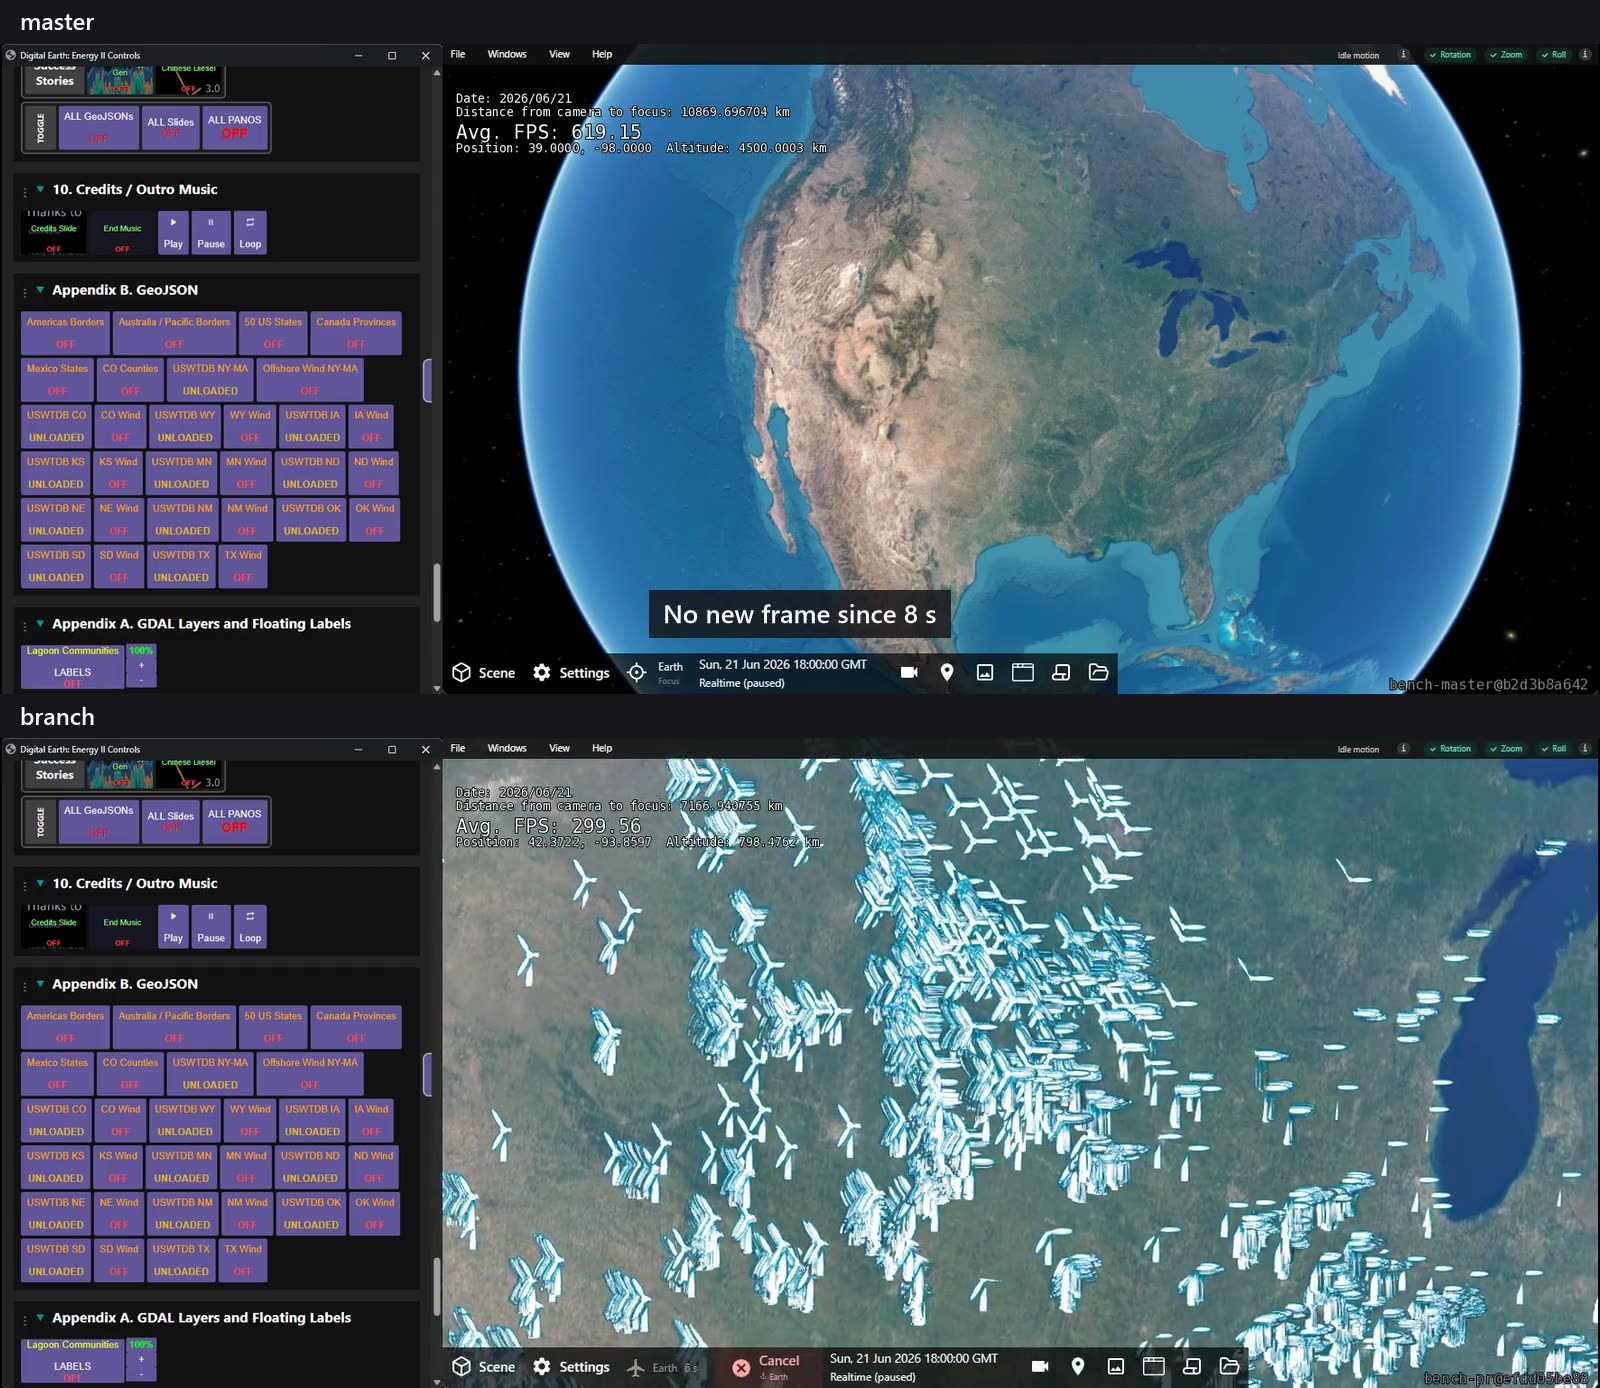 master
Digital Earth: Energy II Controls
File Windows View Help
Idle motion Rotation Zoom Roll
Success
Stories
Gen
OFF
Chinese Diesel
OFF 3.0
TOGGLE
ALL GeoJSONs
OFF
ALL Slides
OFF
ALL PANOS
OFF
10. Credits / Outro Music
Thanks to
Credits Slide
OFF
End Music
OFF
Play
Pause
Loop
Appendix B. GeoJSON
Americas Borders Australia / Pacific Borders 50 US States Canada Provinces
OFF OFF OFF OFF
Mexico States CO Counties USWTDB NY-MA Offshore Wind NY-MA
OFF OFF UNLOADED OFF
USWTDB CO CO Wind USWTDB WY WY Wind USWTDB IA IA Wind
UNLOADED OFF UNLOADED OFF UNLOADED OFF
USWTDB KS KS Wind USWTDB MN MN Wind USWTDB ND ND Wind
UNLOADED OFF UNLOADED OFF UNLOADED OFF
USWTDB NE NE Wind USWTDB NM NM Wind USWTDB OK OK Wind
UNLOADED OFF UNLOADED OFF UNLOADED OFF
USWTDB SD SD Wind USWTDB TX TX Wind
UNLOADED OFF UNLOADED OFF
Appendix A. GDAL Layers and Floating Labels
Lagoon Communities 100%
LABELS +
OFF -
Date: 2026/06/21
Distance from camera to focus: 10869.696704 km
Avg. FPS: 619.15
Position: 39.0000, -98.0000 Altitude: 4500.0003 km
No new frame since 8 s
Scene Settings Earth
Focus
Sun, 21 Jun 2026 18:00:00 GMT
Realtime (paused)
bench-master@b2d3b8a642
branch
Digital Earth: Energy II Controls
File Windows View Help
Idle motion Rotation Zoom Roll
Success
Stories
Gen
OFF
Chinese Diesel
OFF 3.0
TOGGLE
ALL GeoJSONs
OFF
ALL Slides
OFF
ALL PANOS
OFF
10. Credits / Outro Music
Thanks to
Credits Slide
OFF
End Music
OFF
Play
Pause
Loop
Appendix B. GeoJSON
Americas Borders Australia / Pacific Borders 50 US States Canada Provinces
OFF OFF OFF OFF
Mexico States CO Counties USWTDB NY-MA Offshore Wind NY-MA
OFF OFF UNLOADED OFF
USWTDB CO CO Wind USWTDB WY WY Wind USWTDB IA IA Wind
UNLOADED OFF UNLOADED OFF UNLOADED OFF
USWTDB KS KS Wind USWTDB MN MN Wind USWTDB ND ND Wind
UNLOADED OFF UNLOADED OFF UNLOADED OFF
USWTDB NE NE Wind USWTDB NM NM Wind USWTDB OK OK Wind
UNLOADED OFF UNLOADED OFF UNLOADED OFF
USWTDB SD SD Wind USWTDB TX TX Wind
UNLOADED OFF UNLOADED OFF
Appendix A. GDAL Layers and Floating Labels
Lagoon Communities 100%
LABELS +
OFF -
Date: 2026/06/21
Distance from camera to focus: 7166.940755 km
Avg. FPS: 299.56
Position: 42.3722, -93.8597 Altitude: 798.4762 km
Scene Settings Earth Cancel
Earth
Sun, 21 Jun 2026 18:00:00 GMT
Realtime (paused)